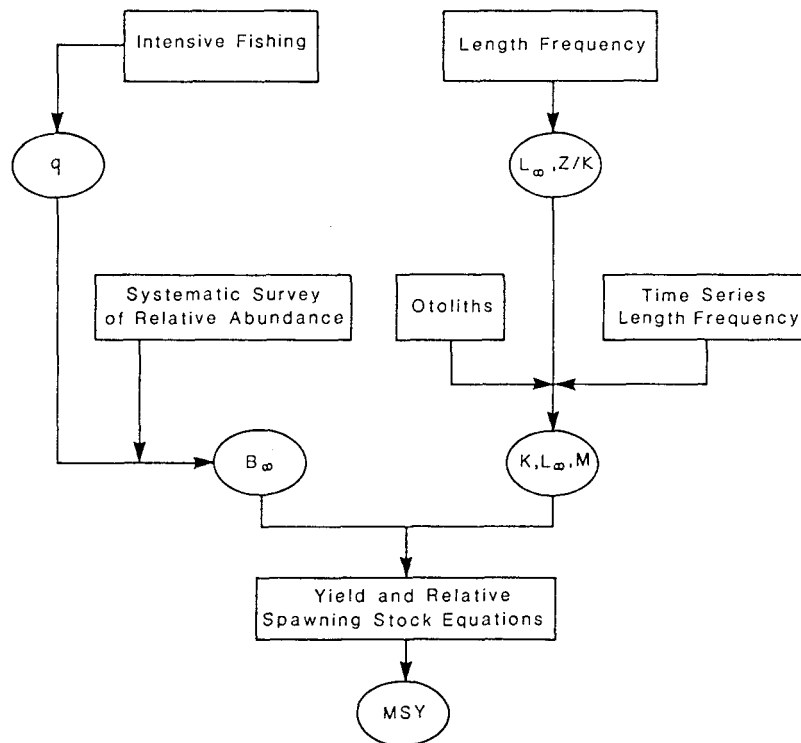 Intensive Fishing
Length Frequency
q
L∞, Z/K
Systematic Survey
of Relative Abundance
Otoliths
Time Series
Length Frequency
B∞
K, L∞, M
Yield and Relative
Spawning Stock Equations
MSY